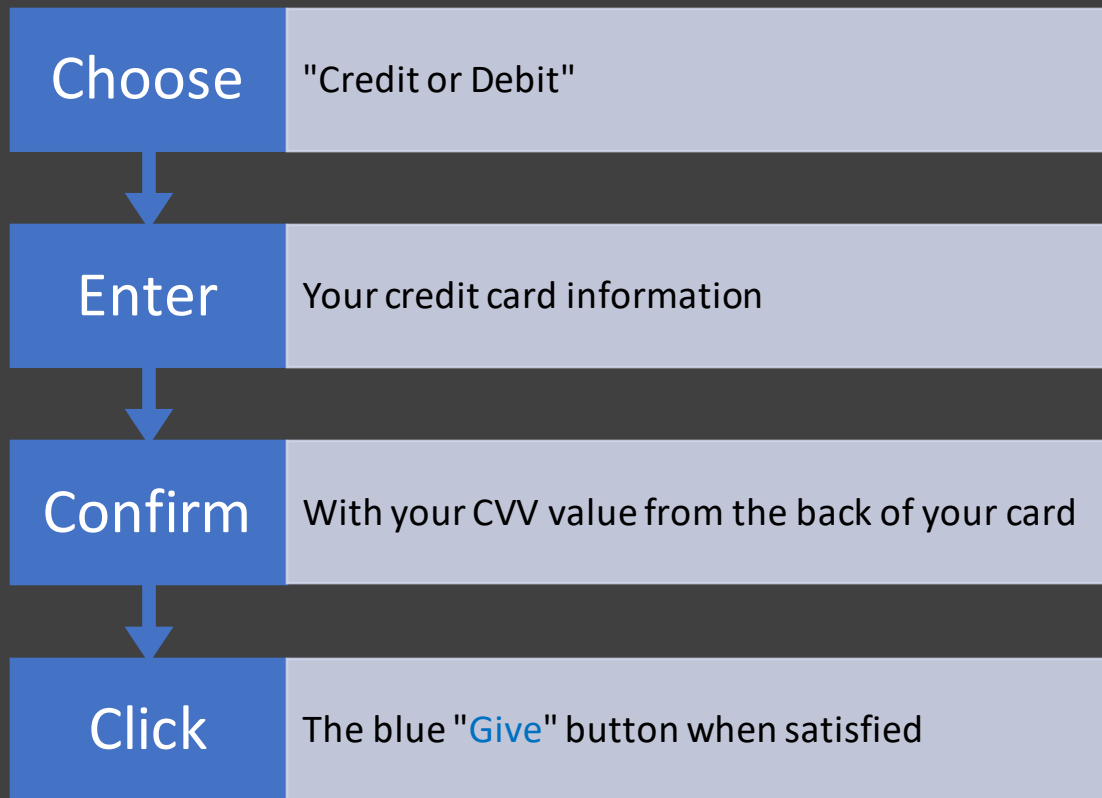 Choose
"Credit or Debit"
Enter
Your credit card information
Confirm
With your CVV value from the back of your card
Click
The blue "Give" button when satisfied